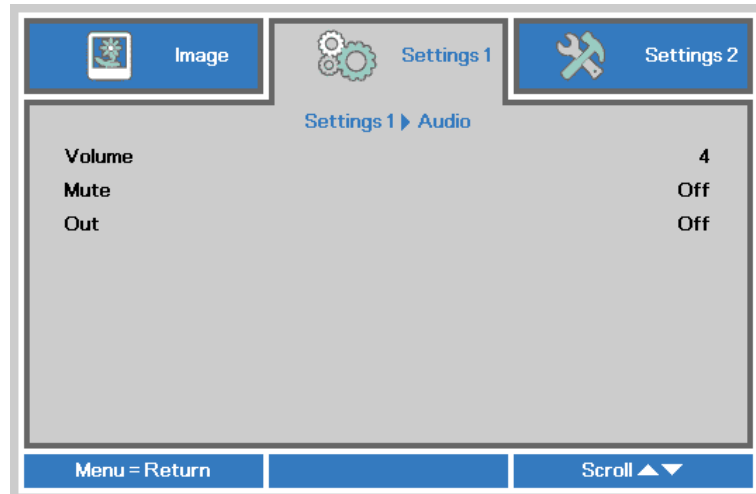 Image
Settings 1
Settings 2
Settings 1 ▶ Audio
Volume 4
Mute Off
Out Off
Menu = Return
Scroll ▲▼